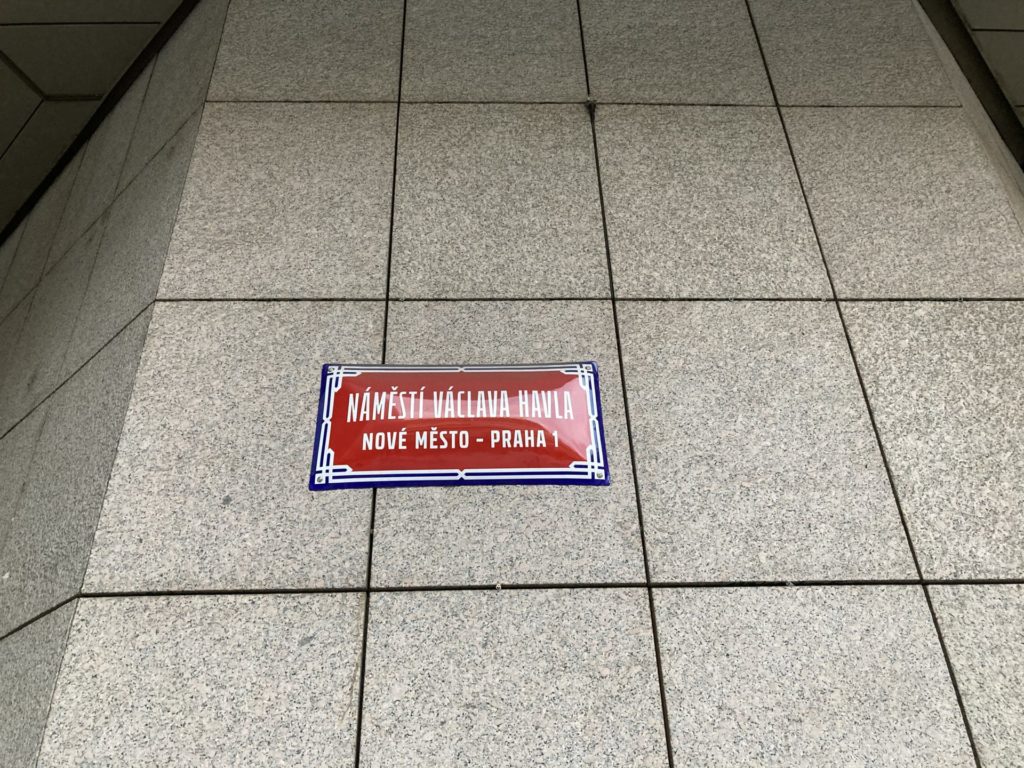 NÁMĚSTÍ VÁCLAVA HAVLA
NOVÉ MĚSTO - PRAHA 1